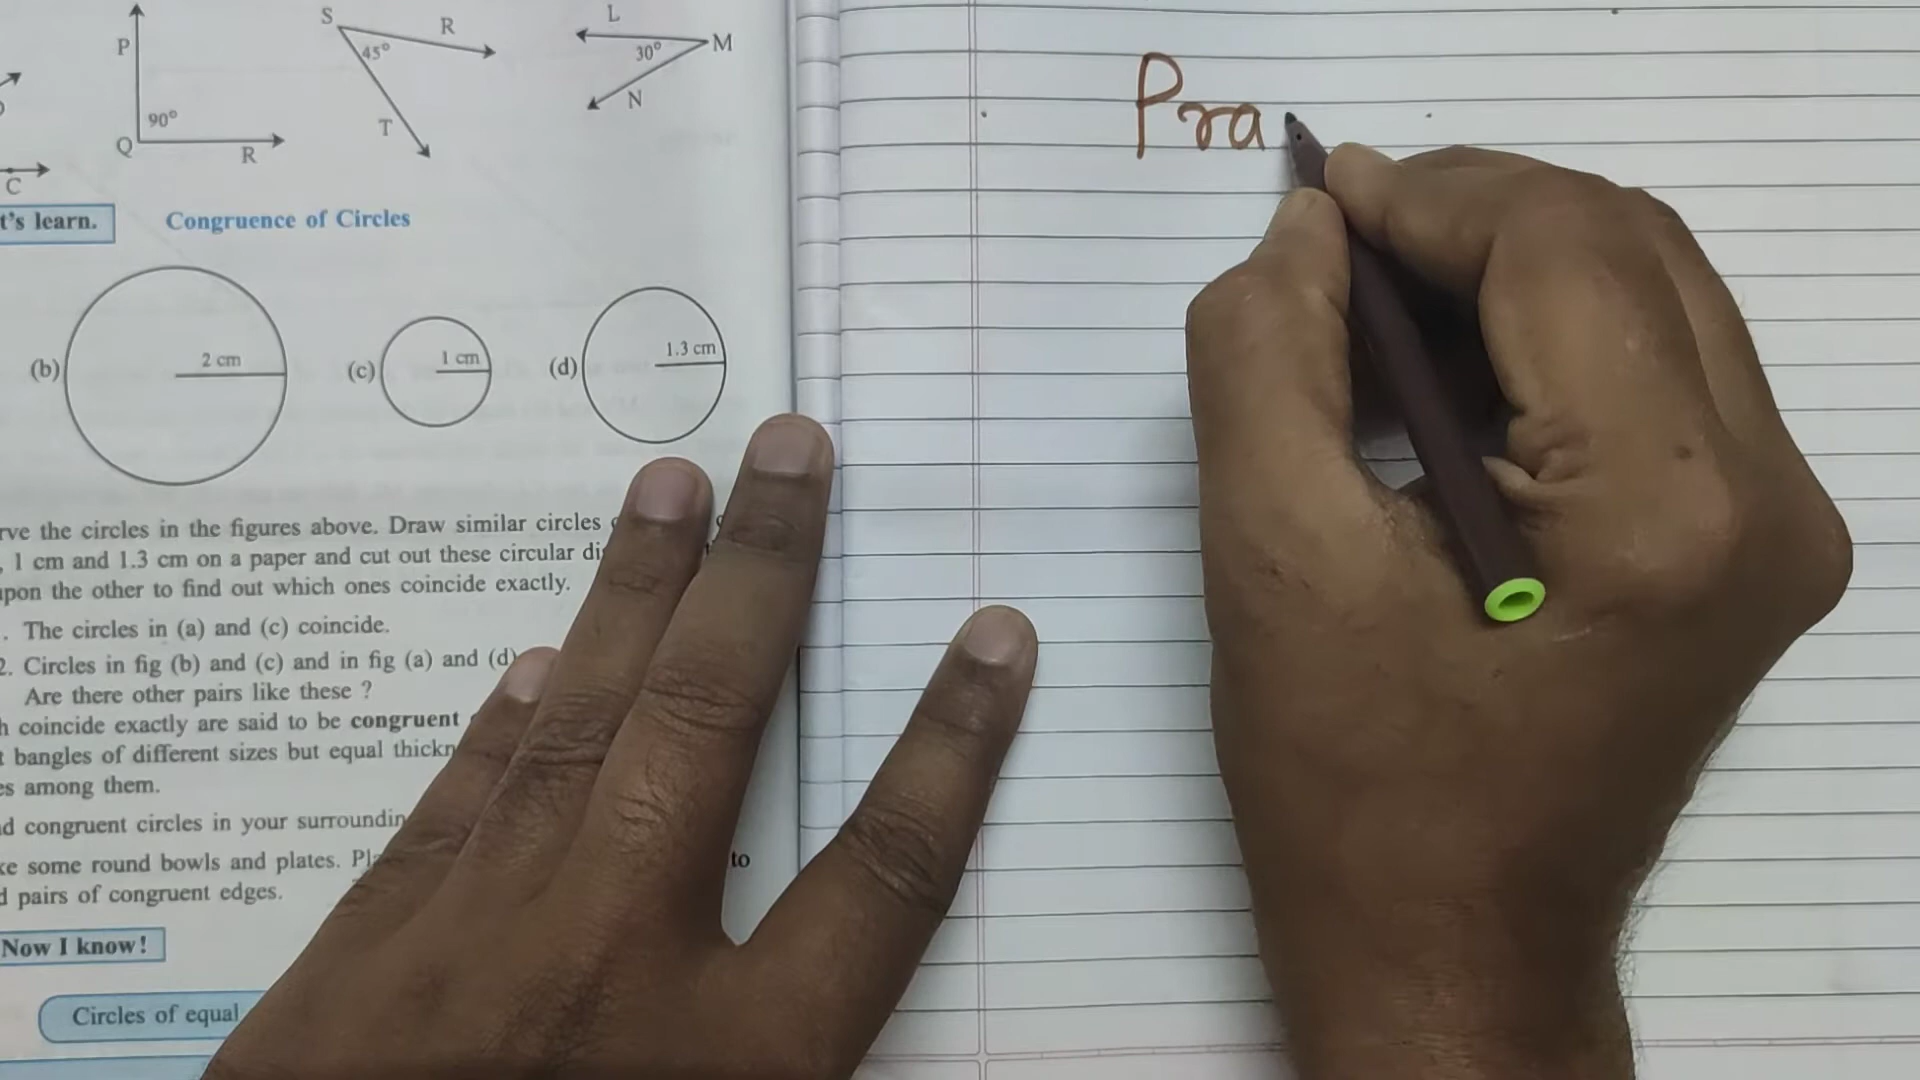 P
90°
Q
R
S
R
45°
T
L
M
30°
N
C
t's learn.
Congruence of Circles
(b)
2 cm
(c)
1 cm
(d)
1.3 cm
rve the circles in the figures above. Draw similar circles
, 1 cm and 1.3 cm on a paper and cut out these circular di
upon the other to find out which ones coincide exactly.
. The circles in (a) and (c) coincide.
2. Circles in fig (b) and (c) and in fig (a) and (d)
Are there other pairs like these ?
h coincide exactly are said to be congruent
t bangles of different sizes but equal thickn
es among them.
d congruent circles in your surroundin
ke some round bowls and plates. Pla to
d pairs of congruent edges.
Now I know!
Circles of equal
Pra